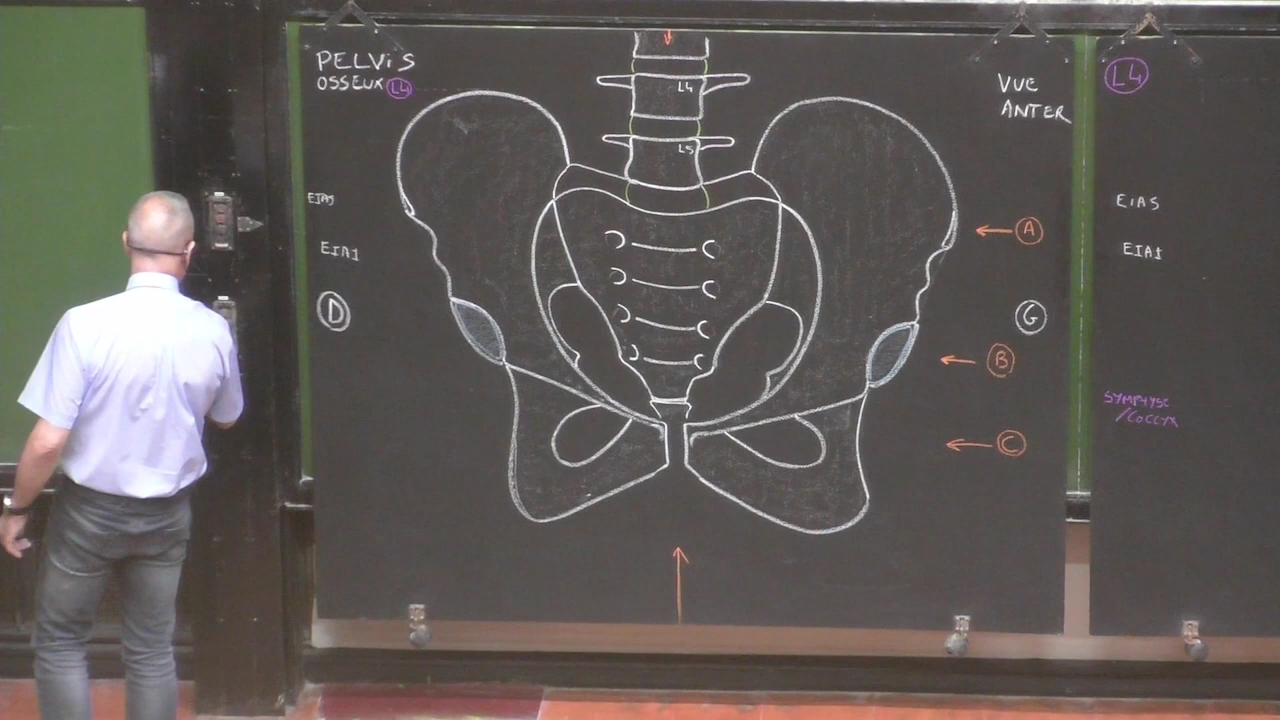 PELVIS
OSSEUX L4
VUE
ANTER
L4
L5
EIAS
EIAI
D
A
G
B
C
L4
EIAS
EIAI
SYMPHYSE
/COCCYX